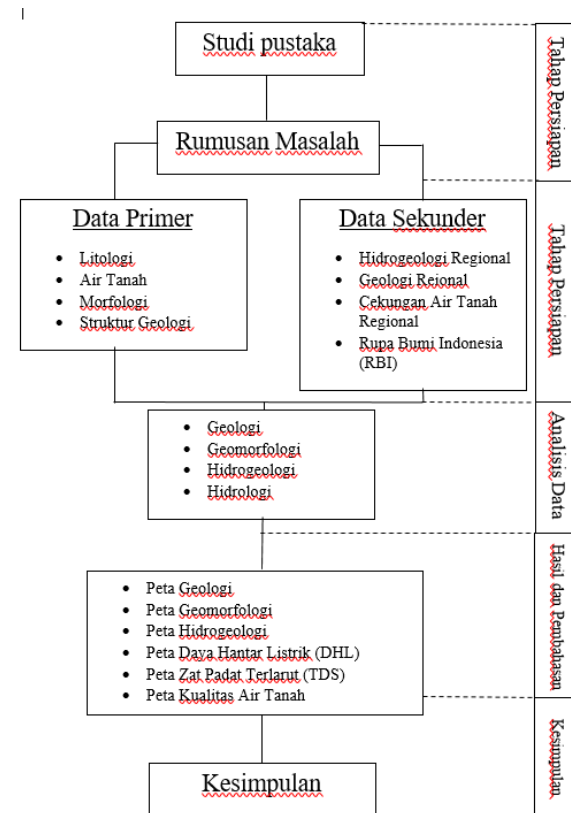 Studi pustaka
Tahap Persiapan
Rumusan Masalah
Data Primer
• Litologi
• Air Tanah
• Morfologi
• Struktur Geologi
Data Sekunder
• Hidrogeologi Regional
• Geologi Reional
• Cekungan Air Tanah
Regional
• Rupa Bumi Indonesia
(RBI)
Tahap Persiapan
• Geologi
• Geomorfologi
• Hidrogeologi
• Hidrologi
Analisis Data
• Peta Geologi
• Peta Geomorfologi
• Peta Hidrogeologi
• Peta Daya Hantar Listrik (DHL)
• Peta Zat Padat Terlarut (TDS)
• Peta Kualitas Air Tanah
Hasil dan Pembahasan
Kesimpulan
Kesimpulan